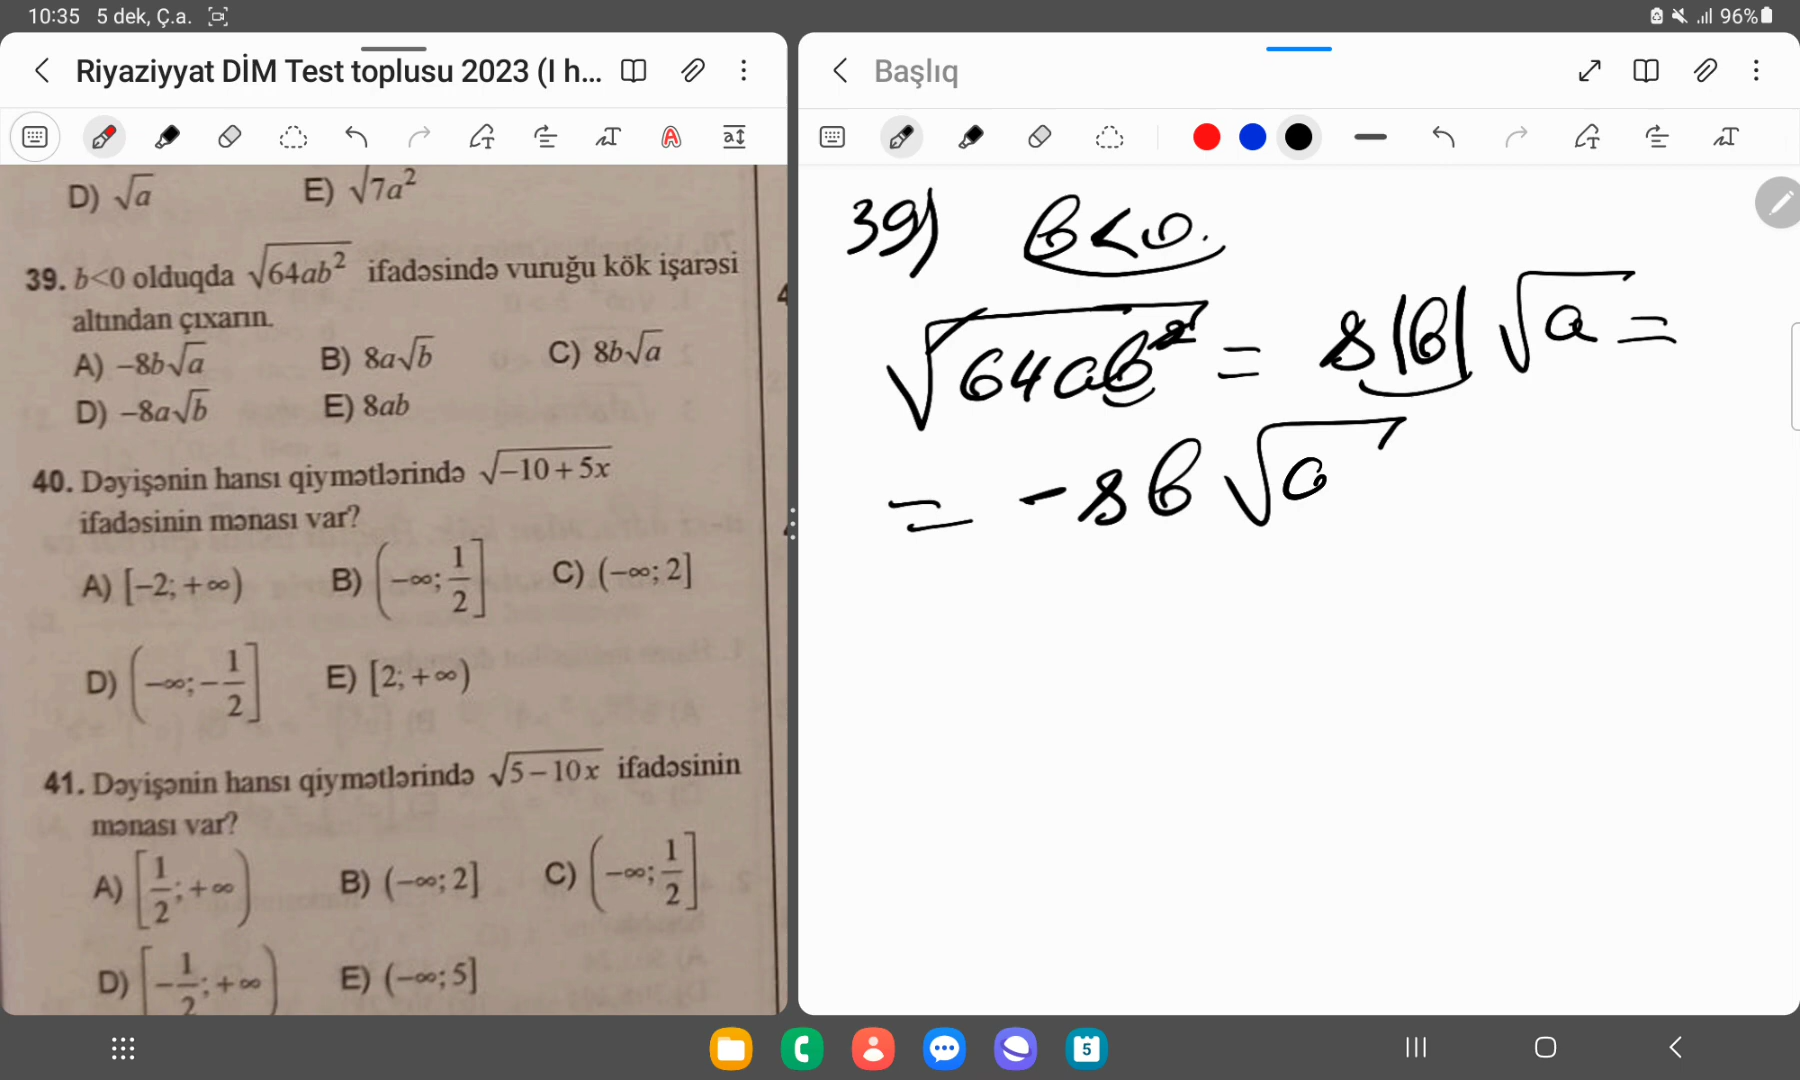 10:35 5 dek, Ç.a.
96%
Riyaziyyat DİM Test toplusu 2023 (I h...
D) √a E) √7a²
39. b<0 olduqda √64ab² ifadəsində vuruğu kök işarəsi
altından çıxarın.
A) −8b√a B) 8a√b C) 8b√a
D) −8a√b E) 8ab
40. Dəyişənin hansı qiymətlərində √−10+5x
ifadəsinin mənası var?
A) [−2; +∞) B) (−∞; 1/2] C) (−∞; 2]
D) (−∞; −1/2] E) [2; +∞)
41. Dəyişənin hansı qiymətlərində √5−10x ifadəsinin
mənası var?
A) [1/2; +∞) B) (−∞; 2] C) (−∞; 1/2]
D) [−1/2; +∞) E) (−∞; 5]
Başlıq
39) b<0.
√64ab² = 8|b|√a =
= −8b√a
5